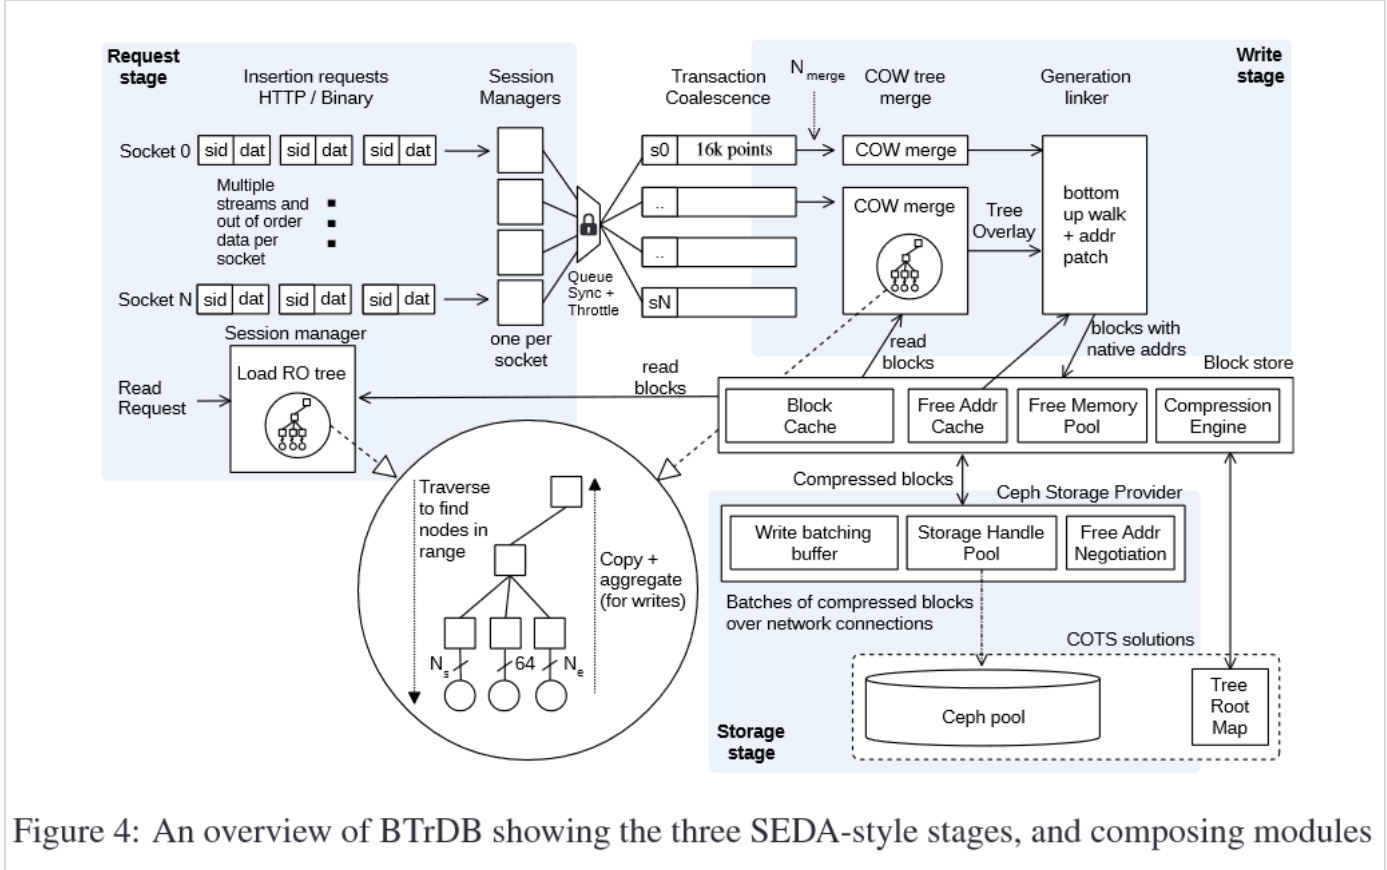 Request
stage
Insertion requests
HTTP / Binary
Session
Managers
Transaction
Coalescence
N merge
COW tree
merge
Generation
linker
Write
stage
Socket 0
sid dat sid dat sid dat
s0 16k points
COW merge
Multiple
streams and
out of order
data per
socket
..
COW merge
Tree
Overlay
bottom
up walk
+ addr
patch
..
Queue
Sync +
Throttle
Socket N
sid dat sid dat sid dat
sN
one per
socket
Session manager
Load RO tree
Read
Request
read
blocks
read
blocks
blocks with
native addrs
Block store
Block
Cache
Free Addr
Cache
Free Memory
Pool
Compression
Engine
Compressed blocks
Ceph Storage Provider
Traverse
to find
nodes in
range
Copy +
aggregate
(for writes)
Ns 64 Ne
Write batching
buffer
Storage Handle
Pool
Free Addr
Negotiation
Batches of compressed blocks
over network connections
COTS solutions
Ceph pool
Tree
Root
Map
Storage
stage
Figure 4: An overview of BTrDB showing the three SEDA-style stages, and composing modules